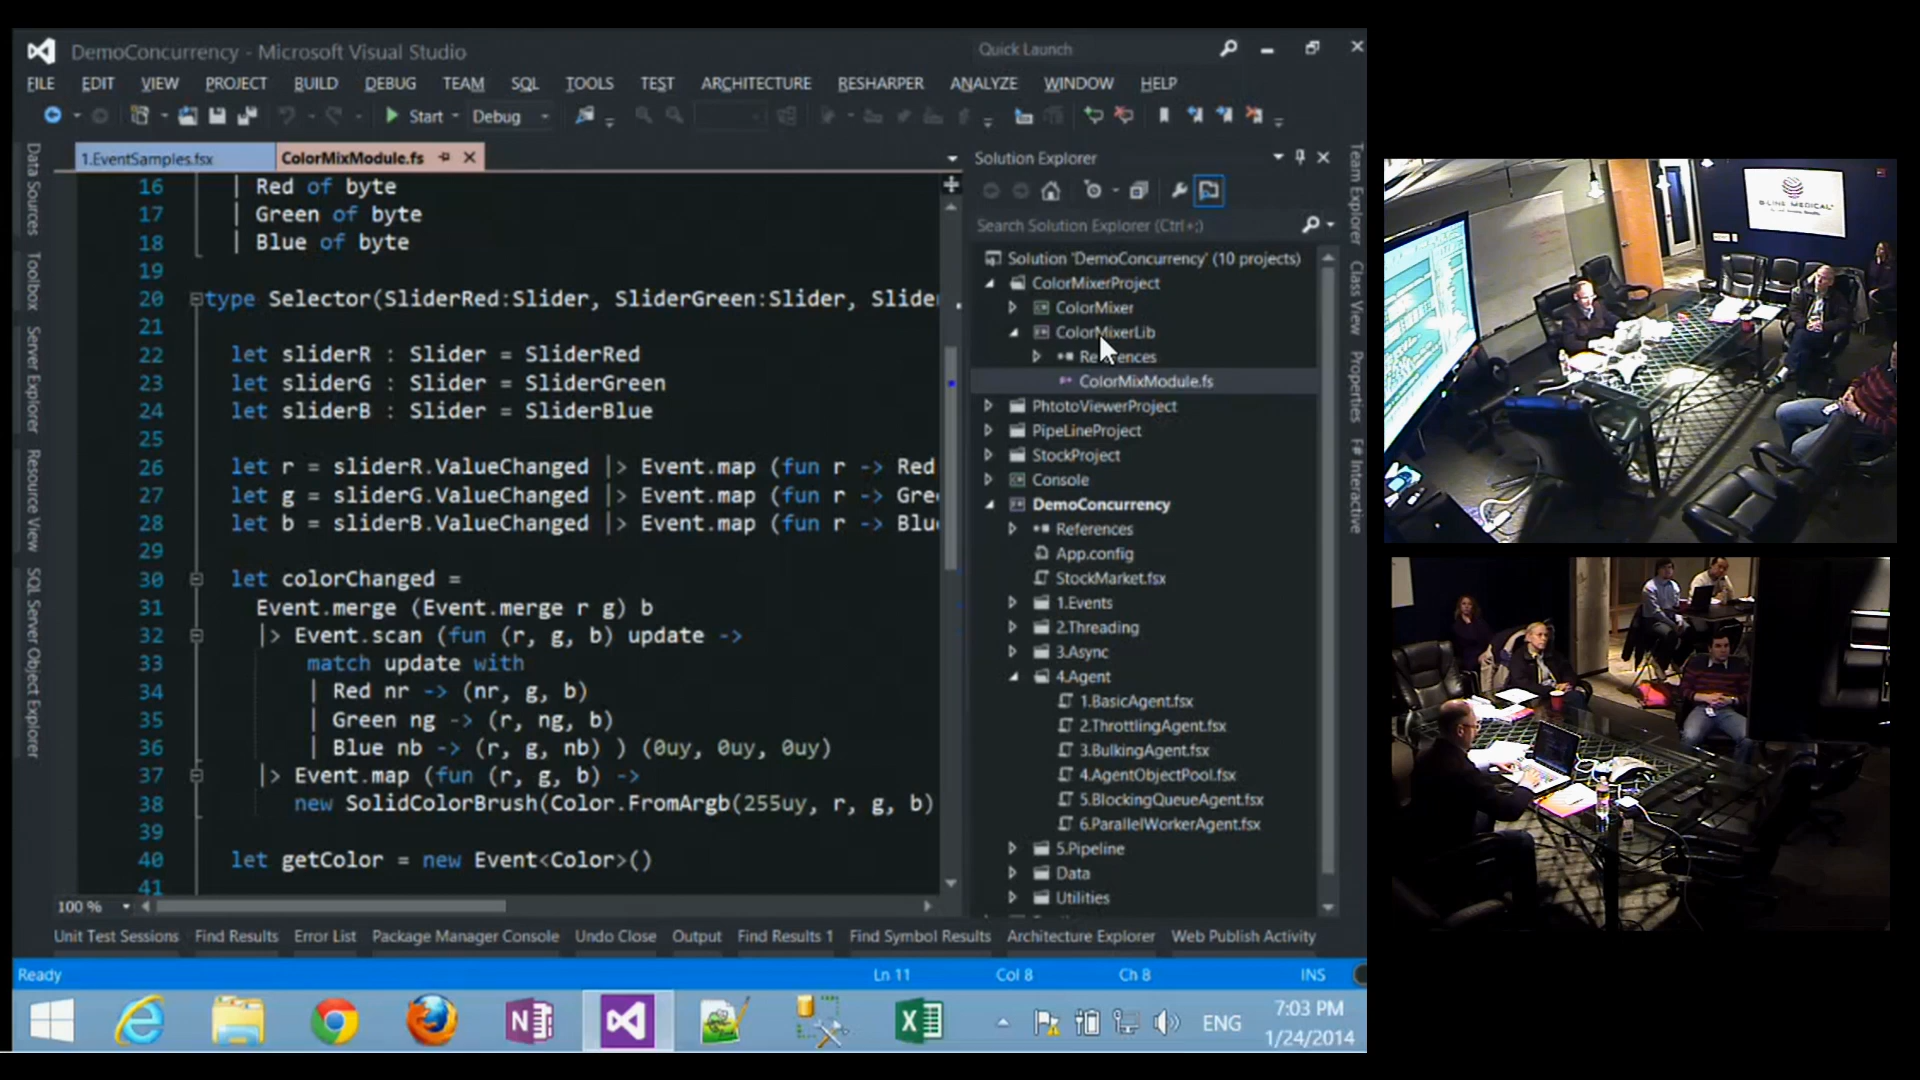 DemoConcurrency - Microsoft Visual Studio
Quick Launch
FILE EDIT VIEW PROJECT BUILD DEBUG TEAM SQL TOOLS TEST ARCHITECTURE RESHARPER ANALYZE WINDOW HELP
Start Debug
1.EventSamples.fsx
ColorMixModule.fs
16 | Red of byte
17 | Green of byte
18 | Blue of byte
19
20 type Selector(SliderRed:Slider, SliderGreen:Slider, Slide
21
22 let sliderR : Slider = SliderRed
23 let sliderG : Slider = SliderGreen
24 let sliderB : Slider = SliderBlue
25
26 let r = sliderR.ValueChanged |> Event.map (fun r -> Red
27 let g = sliderG.ValueChanged |> Event.map (fun r -> Gre
28 let b = sliderB.ValueChanged |> Event.map (fun r -> Blu
29
30 let colorChanged =
31 Event.merge (Event.merge r g) b
32 |> Event.scan (fun (r, g, b) update ->
33 match update with
34 | Red nr -> (nr, g, b)
35 | Green ng -> (r, ng, b)
36 | Blue nb -> (r, g, nb) ) (0uy, 0uy, 0uy)
37 |> Event.map (fun (r, g, b) ->
38 new SolidColorBrush(Color.FromArgb(255uy, r, g, b)
39
40 let getColor = new Event<Color>()
41
100 %
Data Sources
Toolbox
Server Explorer
Resource View
SQL Server Object Explorer
Solution Explorer
Search Solution Explorer (Ctrl+;)
Solution 'DemoConcurrency' (10 projects)
ColorMixerProject
ColorMixer
ColorMixerLib
References
ColorMixModule.fs
PhtotoViewerProject
PipeLineProject
StockProject
Console
DemoConcurrency
References
App.config
StockMarket.fsx
1.Events
2.Threading
3.Async
4.Agent
1.BasicAgent.fsx
2.ThrottlingAgent.fsx
3.BulkingAgent.fsx
4.AgentObjectPool.fsx
5.BlockingQueueAgent.fsx
6.ParallelWorkerAgent.fsx
5.Pipeline
Data
Utilities
Team Explorer
Class View
Properties
F# Interactive
Unit Test Sessions Find Results Error List Package Manager Console Undo Close Output Find Results 1 Find Symbol Results Architecture Explorer Web Publish Activity
Ready Ln 11 Col 8 Ch 8 INS
ENG
7:03 PM
1/24/2014
B-LINE MEDICAL